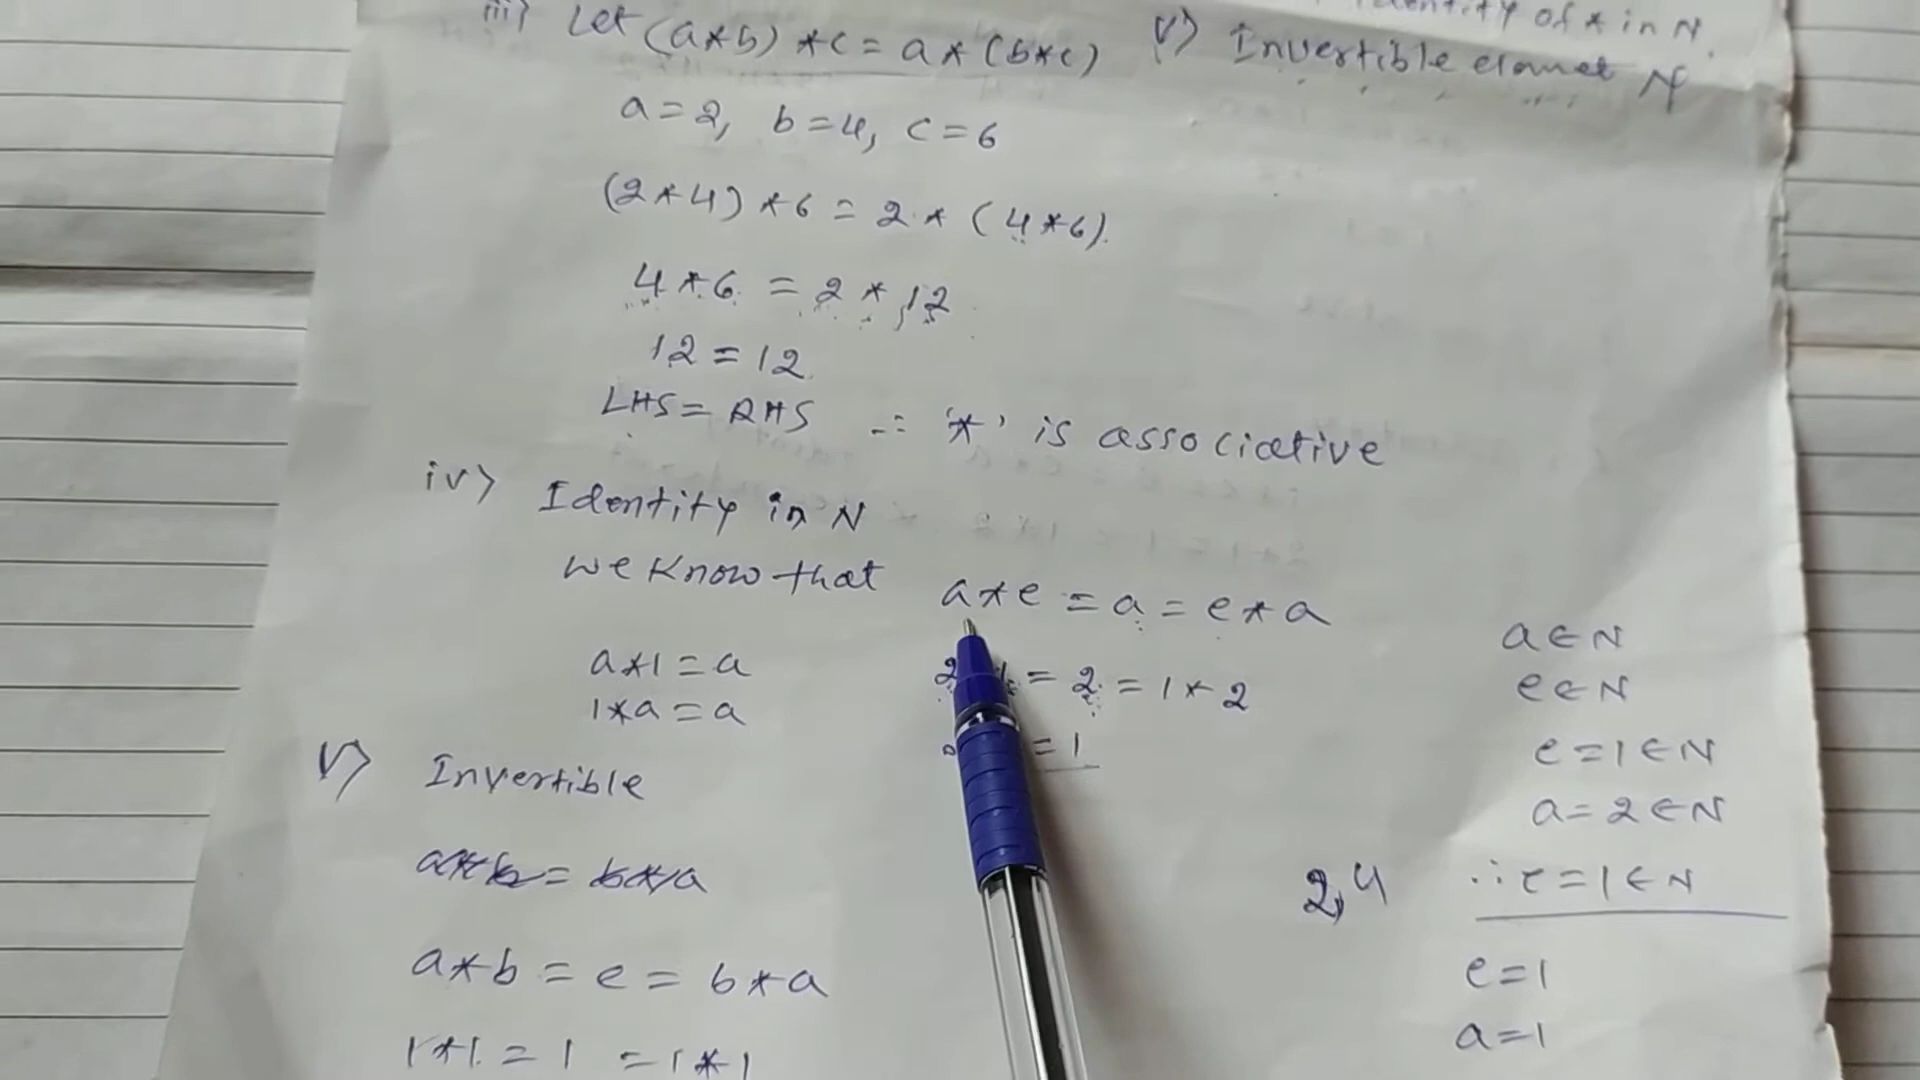 iii) Let (a*b) *c = a * (b*c)
a=2, b=4, c=6
(2*4) *6 = 2 * (4*6).
4*6 = 2 * 12
12 = 12
LHS = RHS ∴ '*' is associative
iv) Identity in N
we know that a*e = a = e*a
a*1 = a
1*a = a
2 = 2 = 1*2
= 1
v) Invertible
a*b = b*a
a*b = e = b*a
1*1 = 1 = 1*1
identity of * in N.
v) Invertible N
a∈N
e∈N
e=1∈N
a=2∈N
2,4
∴ e=1∈N
e=1
a=1